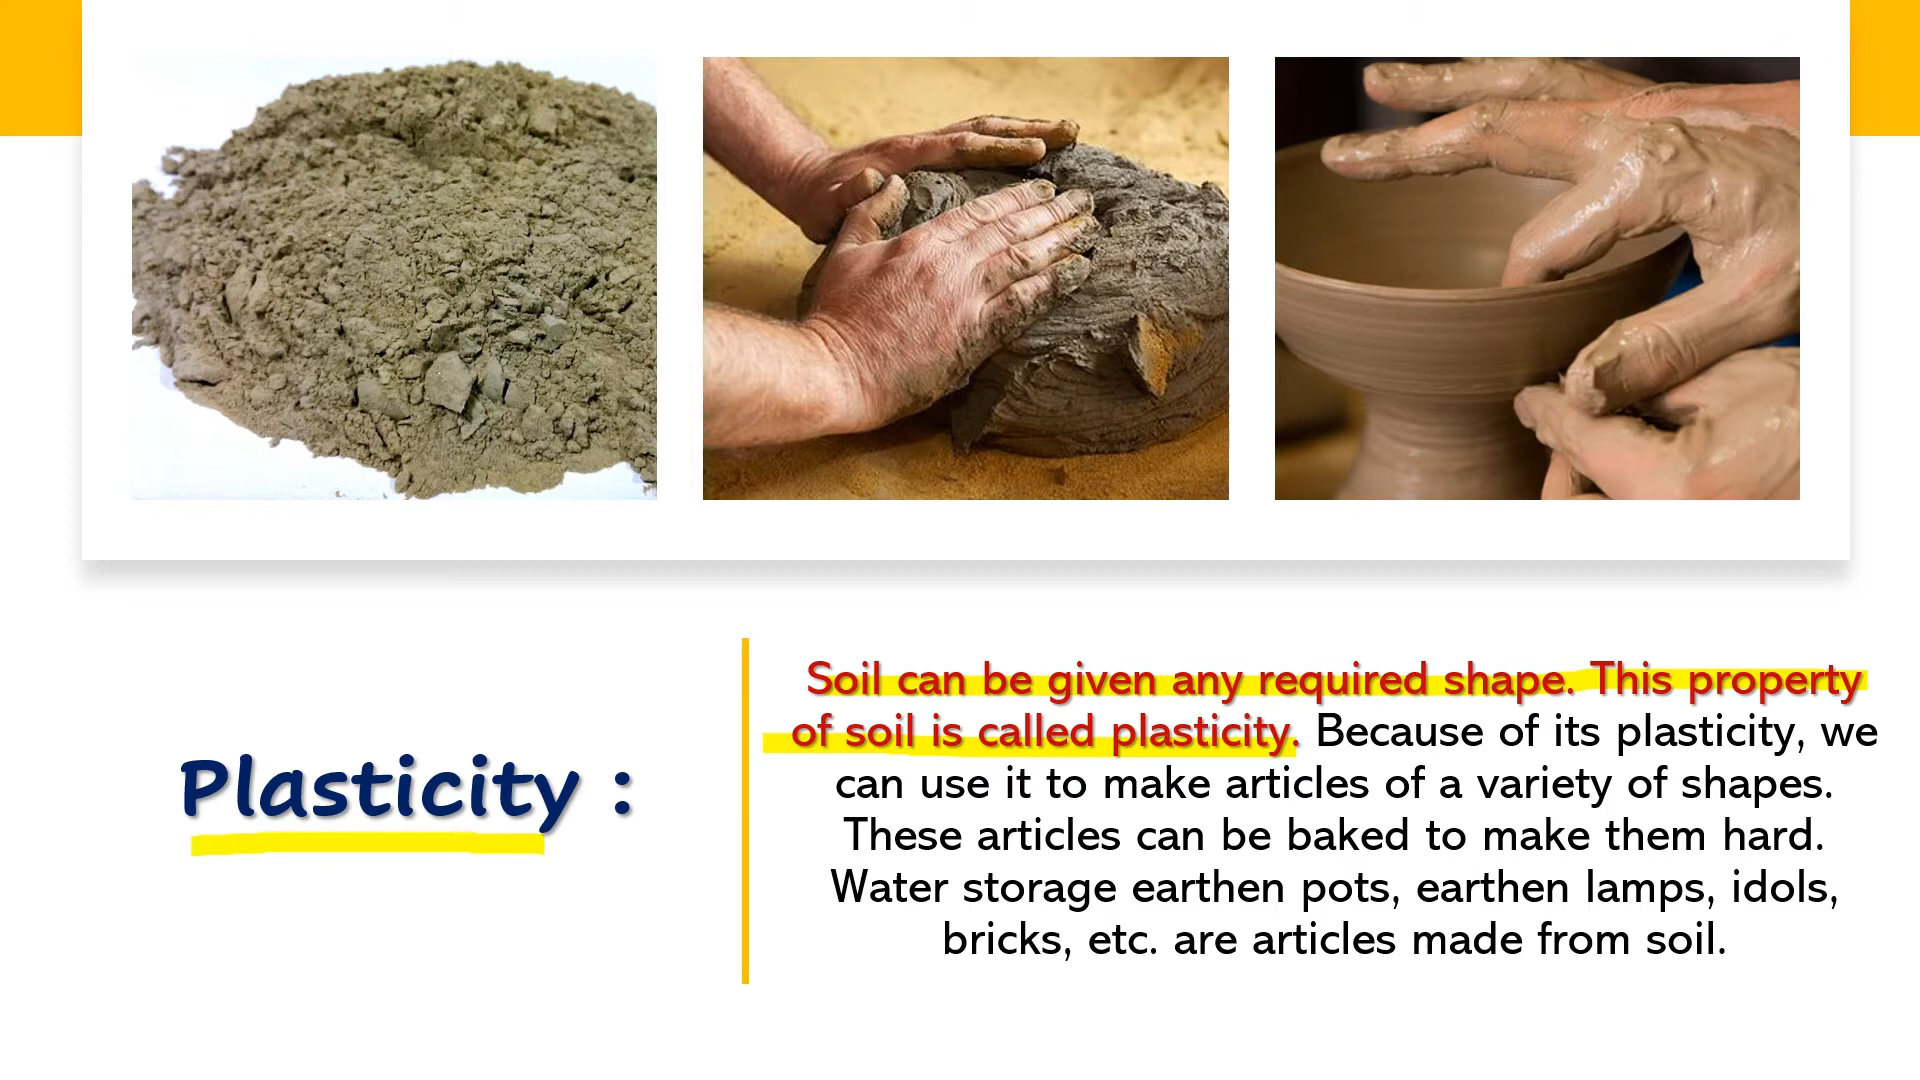 Plasticity :
Soil can be given any required shape. This property
of soil is called plasticity. Because of its plasticity, we
can use it to make articles of a variety of shapes.
These articles can be baked to make them hard.
Water storage earthen pots, earthen lamps, idols,
bricks, etc. are articles made from soil.